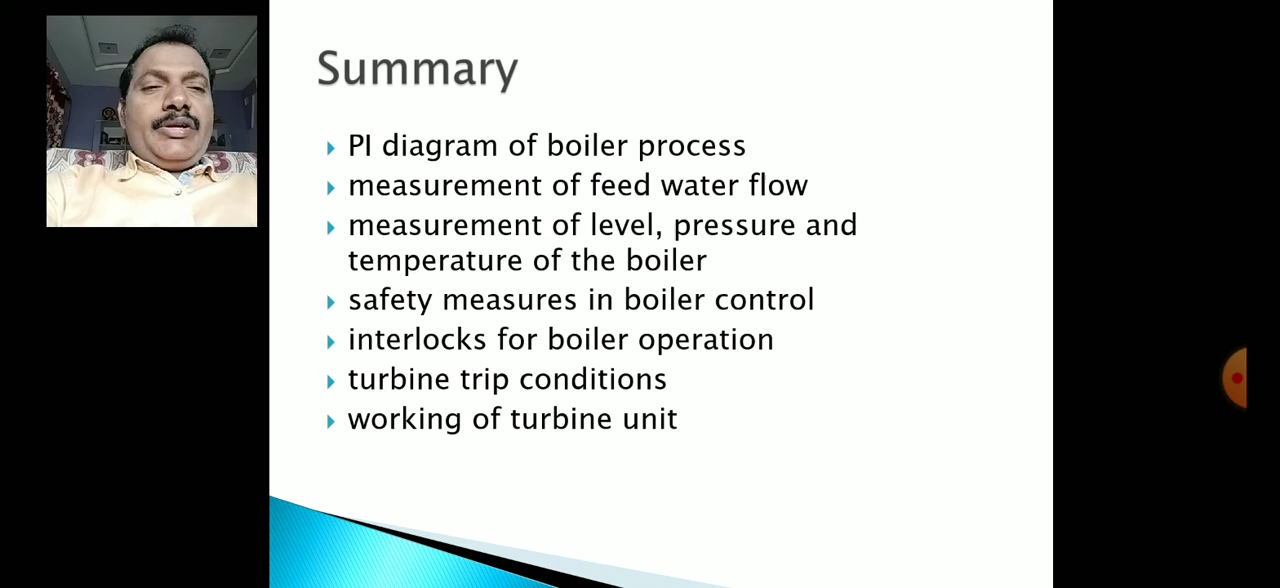 Summary
PI diagram of boiler process
measurement of feed water flow
measurement of level, pressure and
temperature of the boiler
safety measures in boiler control
interlocks for boiler operation
turbine trip conditions
working of turbine unit